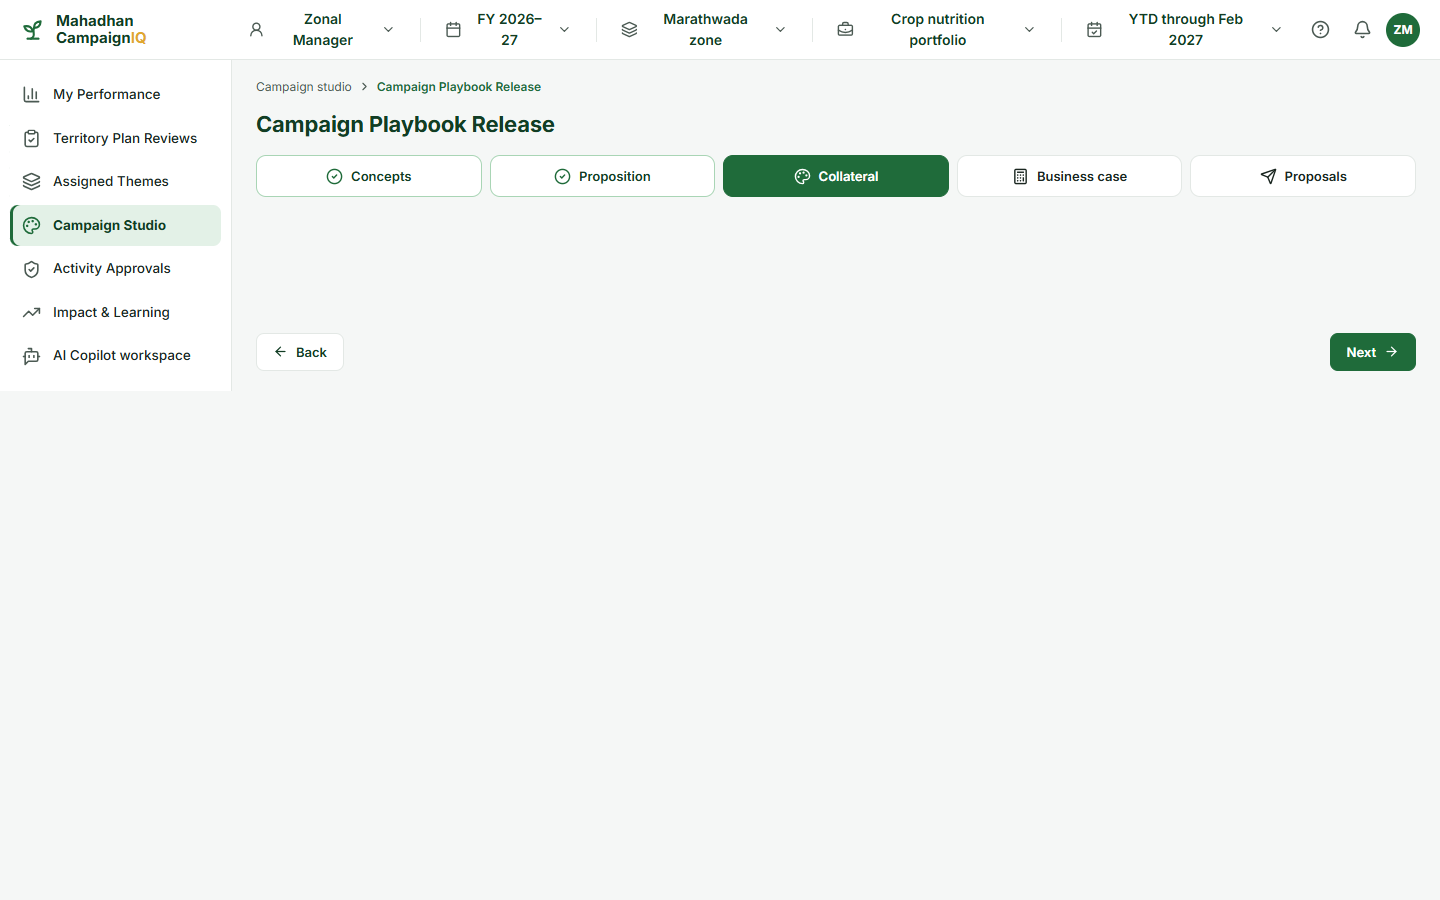 Mahadhan
CampaignIQ
Zonal
Manager
FY 2026–
27
Marathwada
zone
Crop nutrition
portfolio
YTD through Feb
2027
ZM
My Performance
Territory Plan Reviews
Assigned Themes
Campaign Studio
Activity Approvals
Impact & Learning
AI Copilot workspace
Campaign studio > Campaign Playbook Release
Campaign Playbook Release
Concepts
Proposition
Collateral
Business case
Proposals
Back
Next